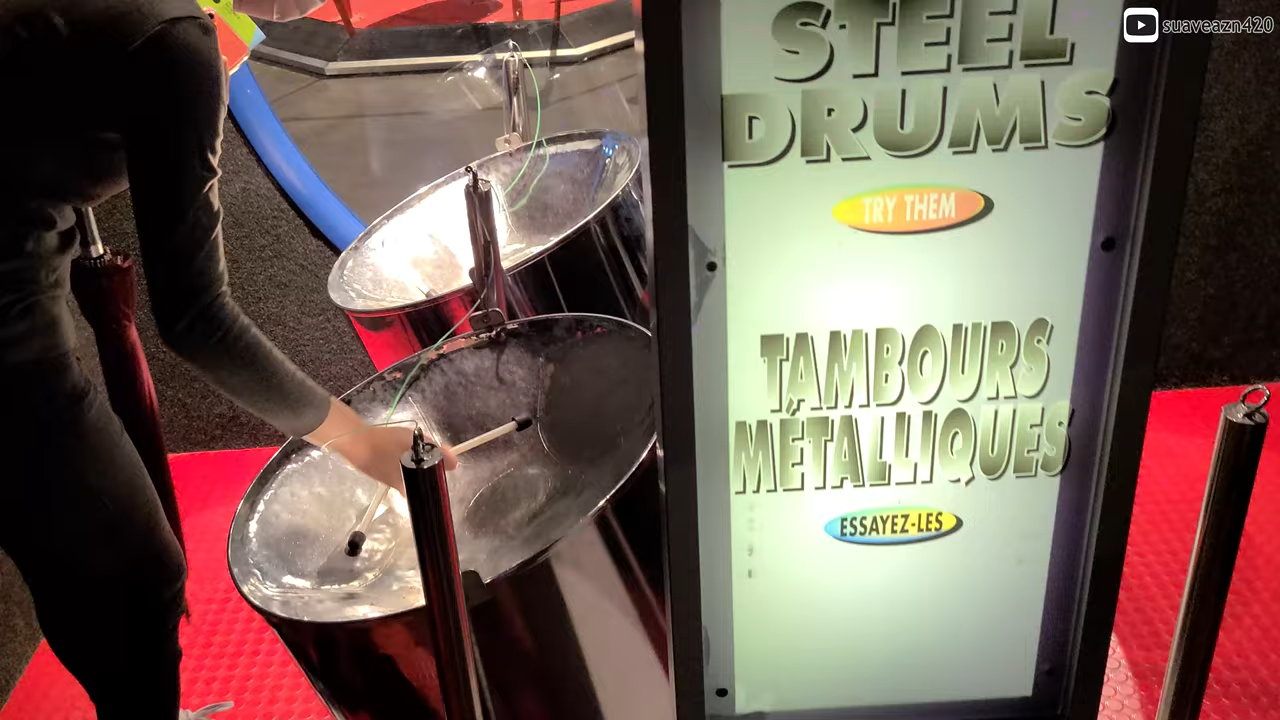 suaveazn420
STEEL
DRUMS
TRY THEM
TAMBOURS
MÉTALLIQUES
ESSAYEZ-LES